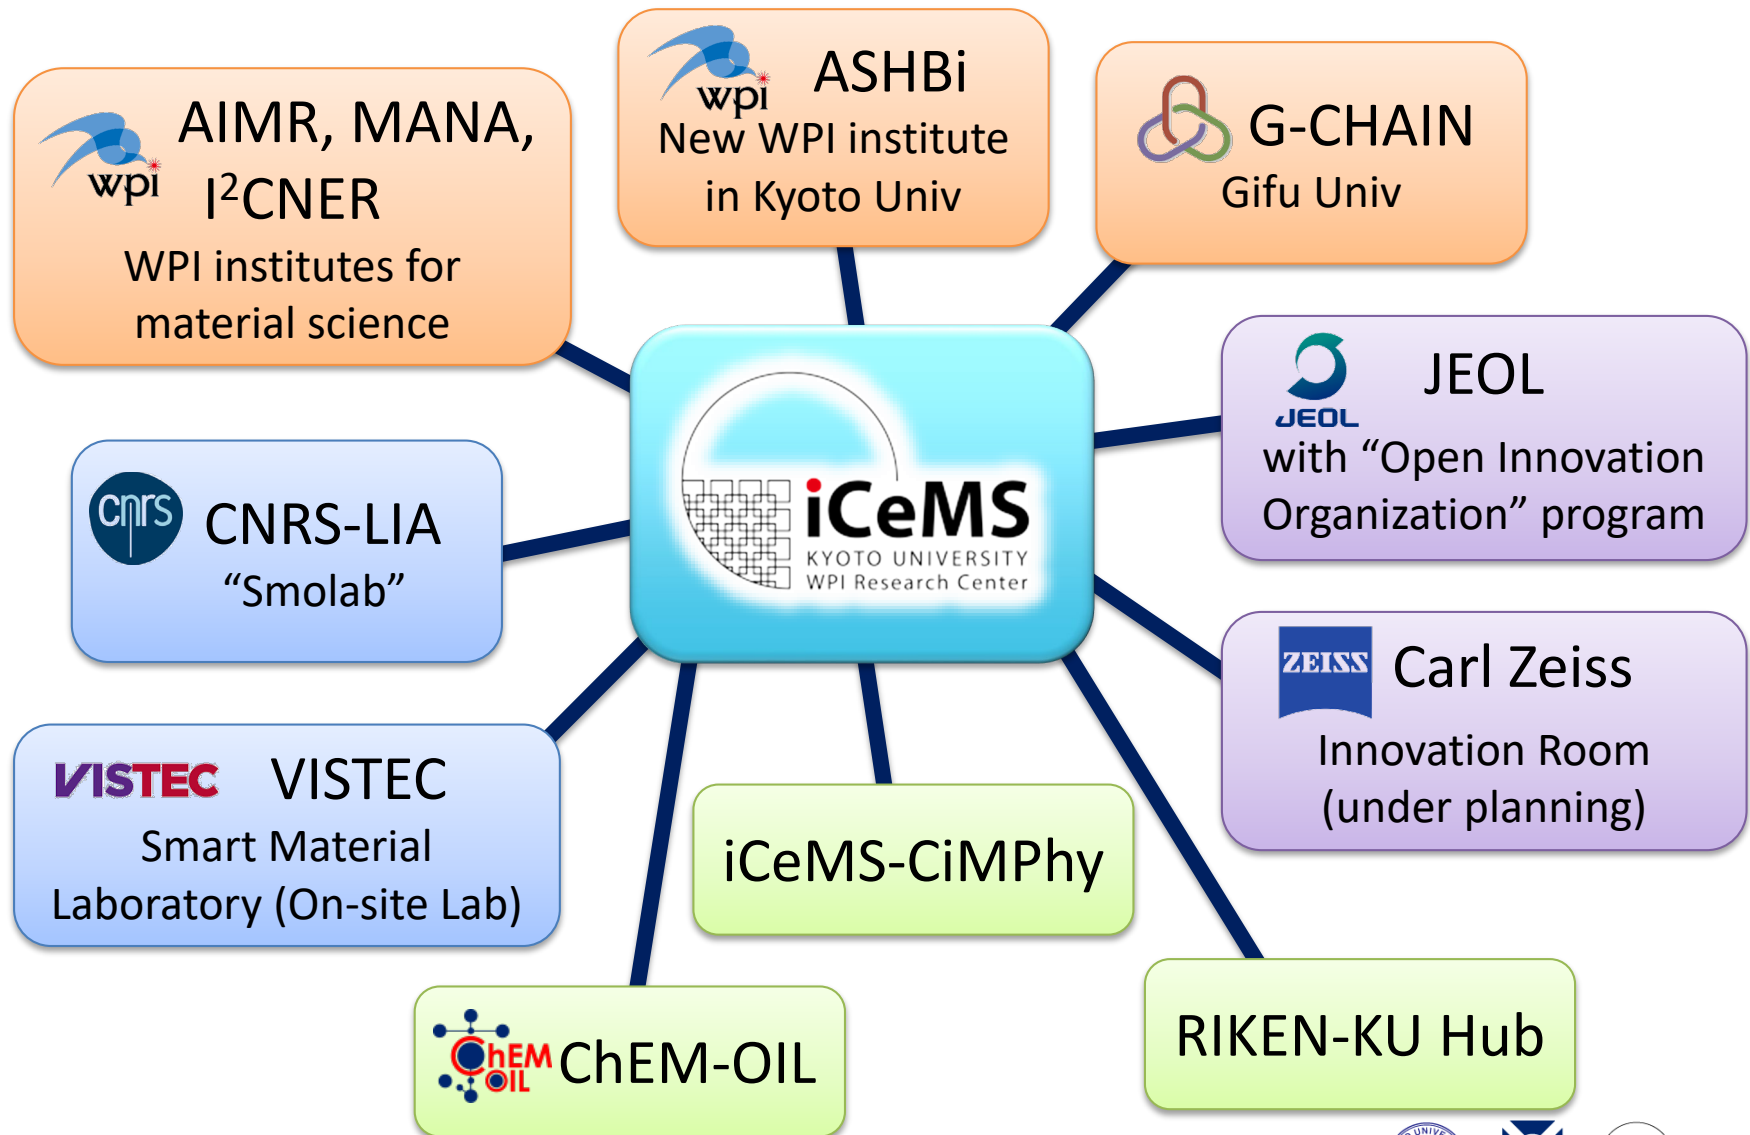 wpi
AIMR, MANA,
I²CNER
WPI institutes for
material science
wpi
ASHBi
New WPI institute
in Kyoto Univ
G-CHAIN
Gifu Univ
iCeMS
KYOTO UNIVERSITY
WPI Research Center
JEOL
JEOL
with “Open Innovation
Organization” program
cnrs
CNRS-LIA
“Smolab”
ZEISS
Carl Zeiss
Innovation Room
(under planning)
VISTEC
VISTEC
Smart Material
Laboratory (On-site Lab)
iCeMS-CiMPhy
ChEM
OIL
ChEM-OIL
RIKEN-KU Hub